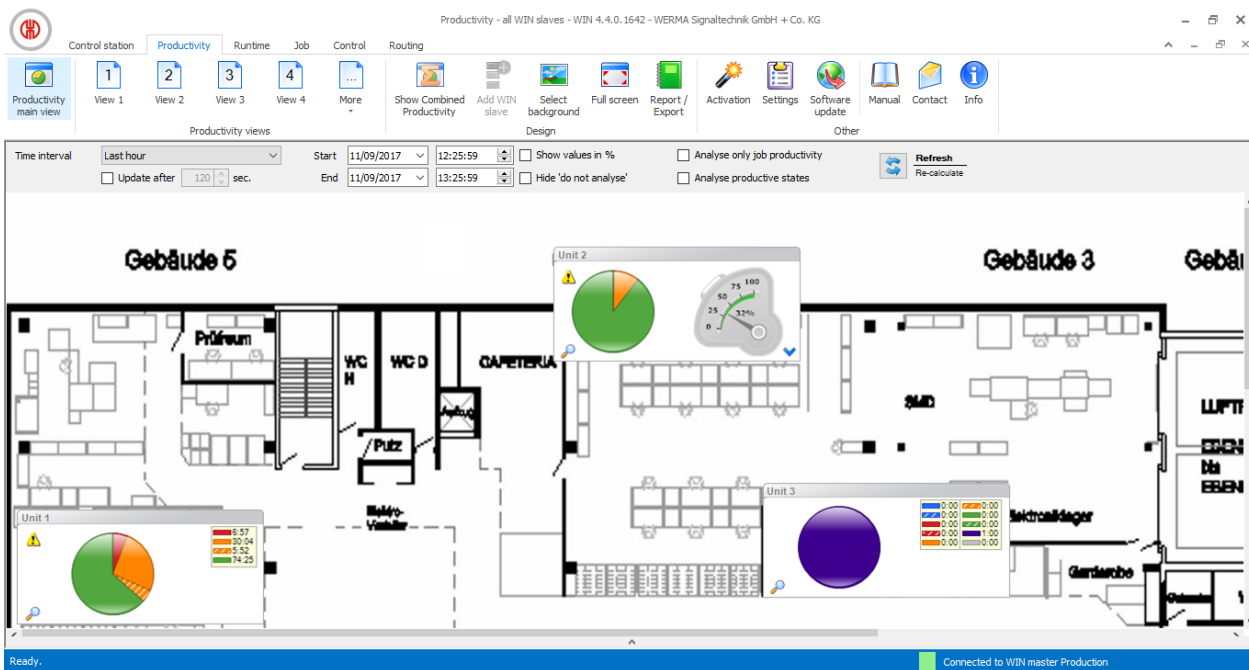 Productivity - all WIN slaves - WIN 4.4.0.1642 - WERMA Signaltechnik GmbH + Co. KG
Control station Productivity Runtime Job Control Routing
1 2 3 4 ...
Productivity main view View 1 View 2 View 3 View 4 More Show Combined Productivity Add WIN slave Select background Full screen Report / Export Activation Settings Software update Manual Contact Info
Productivity views Design Other
Time interval Last hour Start 11/09/2017 12:25:59 Show values in % Analyse only job productivity Refresh
Update after 120 sec. End 11/09/2017 13:25:59 Hide 'do not analyse' Analyse productive states Re-calculate
Gebäude 5
Unit 2
0 25 50 75 100
32%
Gebäude 3
Prüfraum
WC H
WC D
CAFETERIA
Putz
SMD
Unit 1
6:57
30:04
5:52
74:25
Unit 3
0:00 0:00
0:00 0:00
0:00 0:00
0:00 1:00
0:00 0:00
Garderobe
Ready.
Connected to WIN master Production